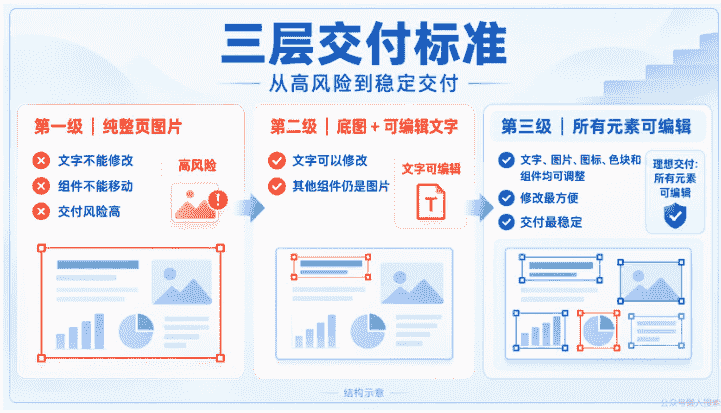 三层交付标准
从高风险到稳定交付
第一级｜纯整页图片
文字不能修改
组件不能移动
交付风险高
高风险
!
第二级｜底图 + 可编辑文字
文字可以修改
其他组件仍是图片
文字可编辑
T
第三级｜所有元素可编辑
文字、图片、图标、色块和
组件均可调整
修改最方便
交付最稳定
理想交付：
所有元素
可编辑
结构示意